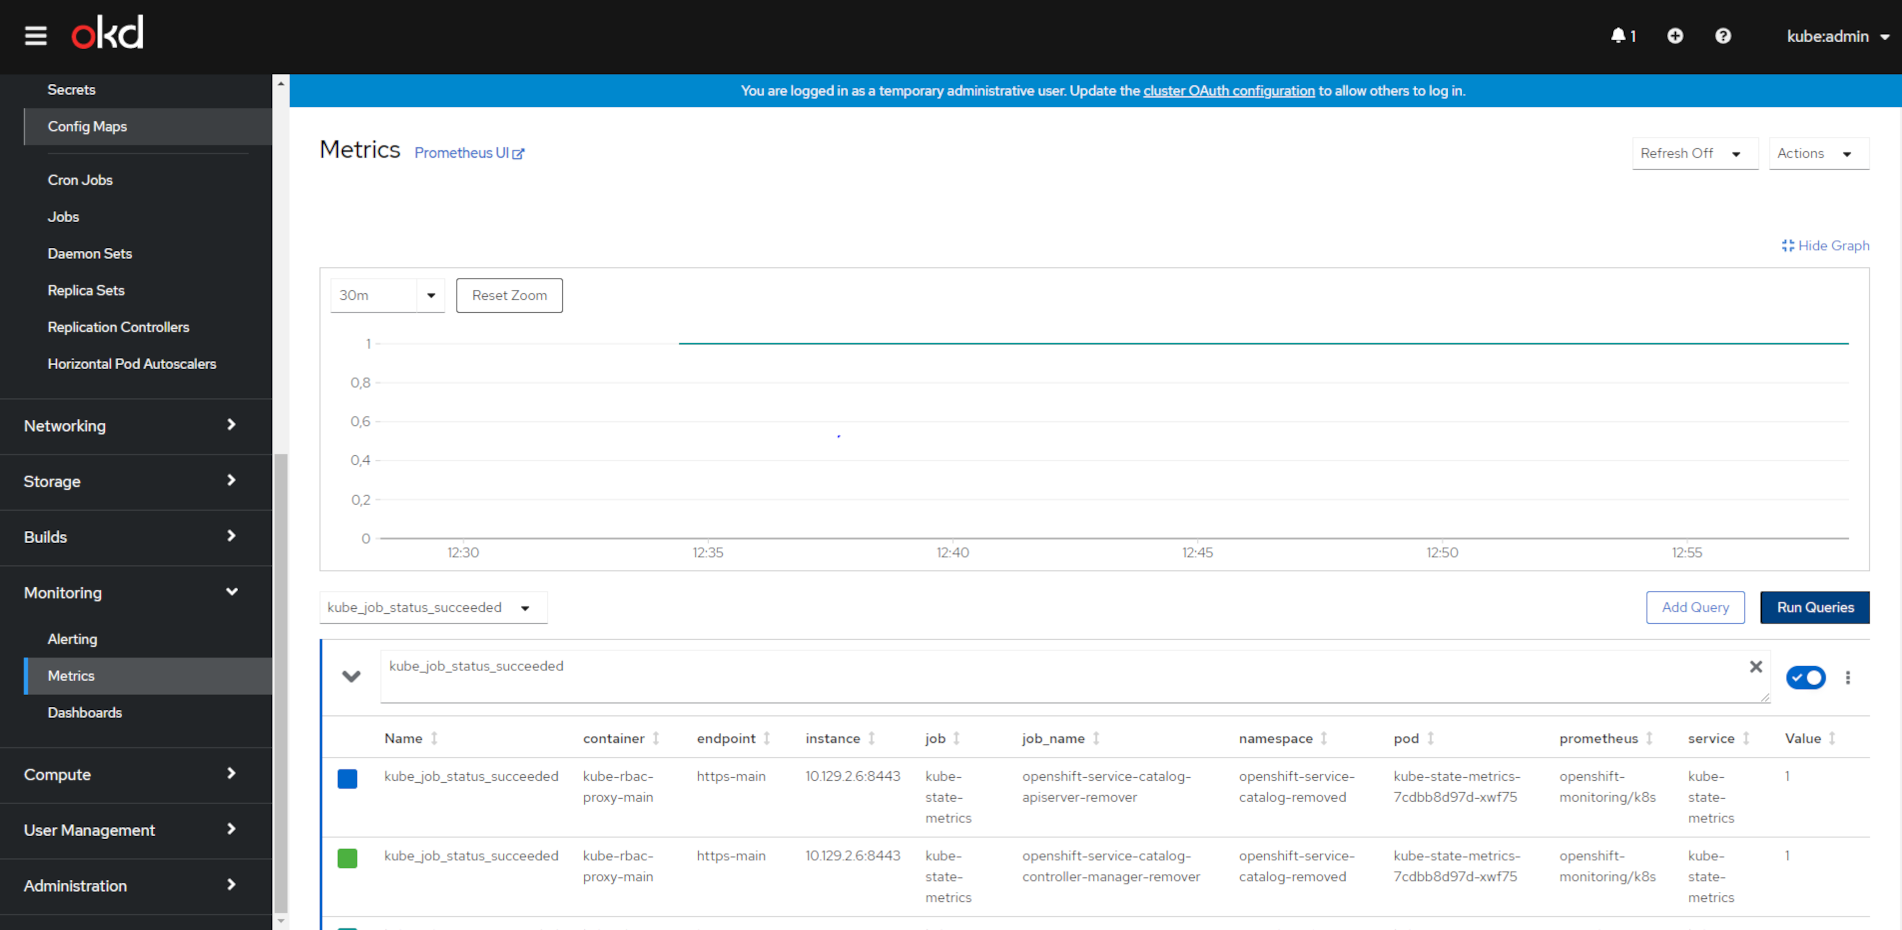 okd
1
kube:admin
You are logged in as a temporary administrative user. Update the cluster OAuth configuration to allow others to log in.
Secrets
Config Maps
Cron Jobs
Jobs
Daemon Sets
Replica Sets
Replication Controllers
Horizontal Pod Autoscalers
Networking
Storage
Builds
Monitoring
Alerting
Metrics
Dashboards
Compute
User Management
Administration
Metrics Prometheus UI
Refresh Off
Actions
Hide Graph
30m
Reset Zoom
1
0,8
0,6
0,4
0,2
0
12:30 12:35 12:40 12:45 12:50 12:55
kube_job_status_succeeded
Add Query
Run Queries
kube_job_status_succeeded
Name container endpoint instance job job_name namespace pod prometheus service Value
kube_job_status_succeeded kube-rbac- https-main 10.129.2.6:8443 kube- openshift-service-catalog- openshift-service- kube-state-metrics- openshift- kube- 1
proxy-main state- apiserver-remover catalog-removed 7cdbb8d97d-xwf75 monitoring/k8s state-
metrics metrics
kube_job_status_succeeded kube-rbac- https-main 10.129.2.6:8443 kube- openshift-service-catalog- openshift-service- kube-state-metrics- openshift- kube- 1
proxy-main state- controller-manager-remover catalog-removed 7cdbb8d97d-xwf75 monitoring/k8s state-
metrics metrics